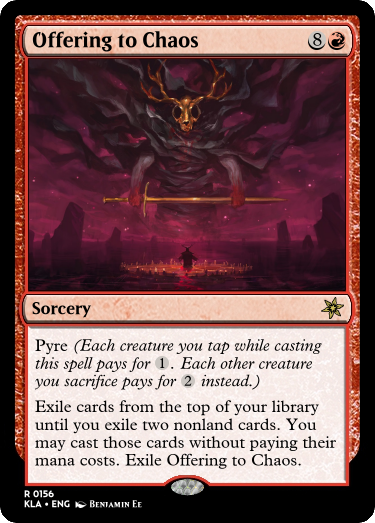 Offering to Chaos 8
Sorcery
Pyre (Each creature you tap while casting
this spell pays for 1. Each other creature
you sacrifice pays for 2 instead.)
Exile cards from the top of your library
until you exile two nonland cards. You
may cast those cards without paying their
mana costs. Exile Offering to Chaos.
R 0156
KLA • ENG Benjamin Ee